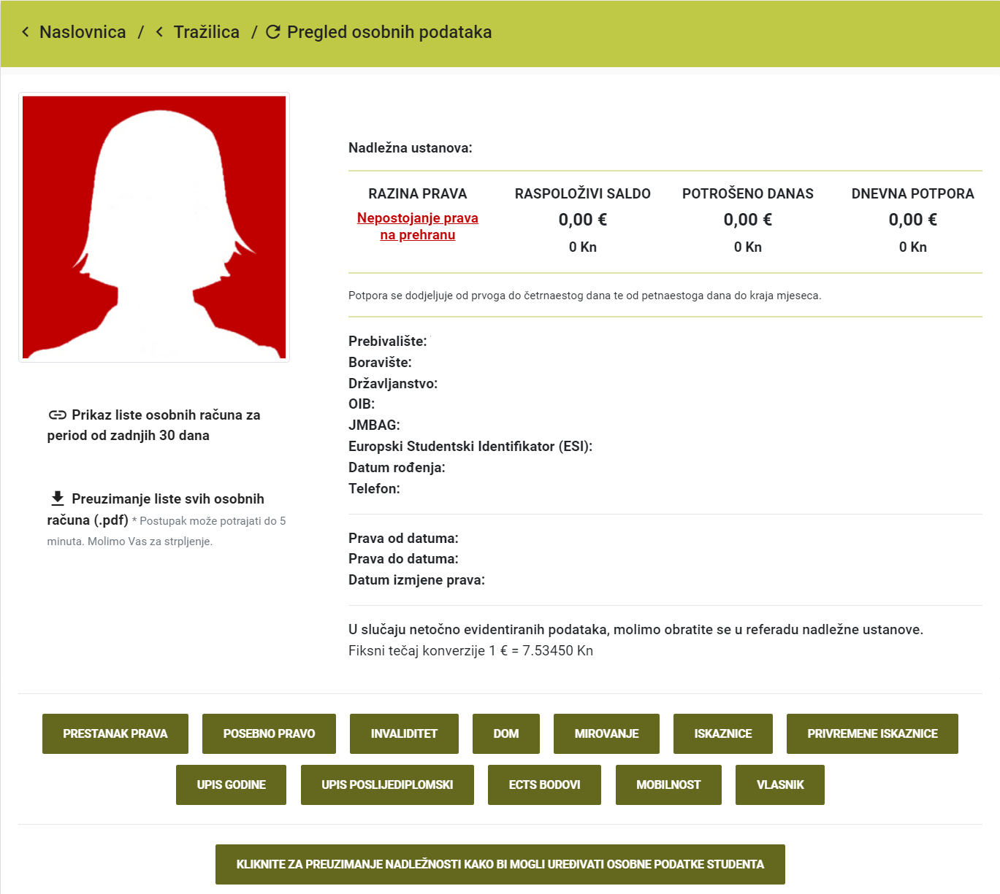 Naslovnica / Tražilica / Pregled osobnih podataka
Nadležna ustanova:
RAZINA PRAVA
Nepostojanje prava
na prehranu
RASPOLOŽIVI SALDO
0,00 €
0 Kn
POTROŠENO DANAS
0,00 €
0 Kn
DNEVNA POTPORA
0,00 €
0 Kn
Potpora se dodjeljuje od prvoga do četrnaestog dana te od petnaestoga dana do kraja mjeseca.
Prebivalište:
Boravište:
Državljanstvo:
OIB:
JMBAG:
Europski Studentski Identifikator (ESI):
Datum rođenja:
Telefon:
Prava od datuma:
Prava do datuma:
Datum izmjene prava:
U slučaju netočno evidentiranih podataka, molimo obratite se u referadu nadležne ustanove.
Fiksni tečaj konverzije 1 € = 7.53450 Kn
Prikaz liste osobnih računa za
period od zadnjih 30 dana
Preuzimanje liste svih osobnih
računa (.pdf) * Postupak može potrajati do 5
minuta. Molimo Vas za strpljenje.
PRESTANAK PRAVA
POSEBNO PRAVO
INVALIDITET
DOM
MIROVANJE
ISKAZNICE
PRIVREMENE ISKAZNICE
UPIS GODINE
UPIS POSLIJEDIPLOMSKI
ECTS BODOVI
MOBILNOST
VLASNIK
KLIKNITE ZA PREUZIMANJE NADLEŽNOSTI KAKO BI MOGLI UREĐIVATI OSOBNE PODATKE STUDENTA